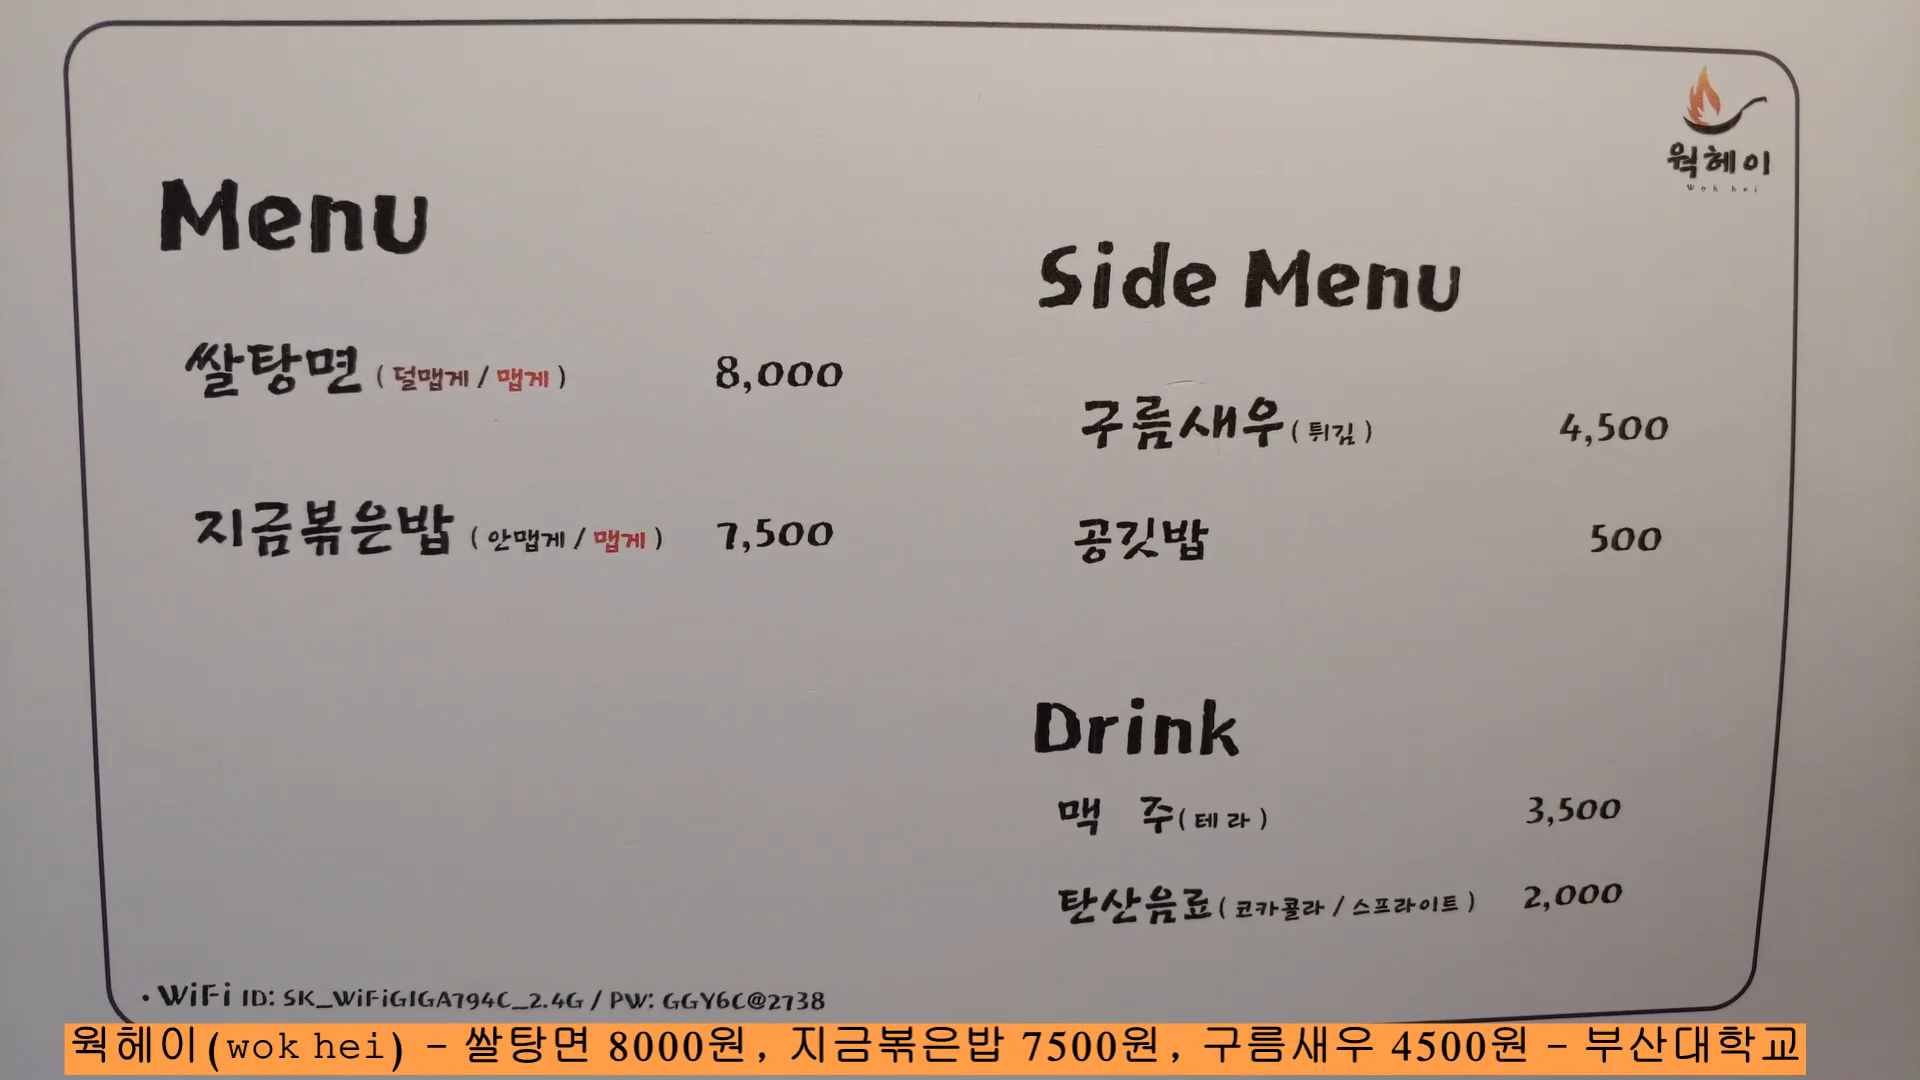 웍헤이
Wok hei
Menu
쌀탕면 ( 덜맵게 / 맵게 ) 8,000
지금볶은밥 ( 안맵게 / 맵게 ) 7,500
Side Menu
구름새우 ( 튀김 ) 4,500
공깃밥 500
Drink
맥 주 ( 테라 ) 3,500
탄산음료 ( 코카콜라 / 스프라이트 ) 2,000
· WiFi ID: SK_WiFiGIGA794C_2.4G / PW: GGY6C@2738
웍헤이(wok hei) - 쌀탕면 8000원, 지금볶은밥 7500원, 구름새우 4500원 - 부산대학교